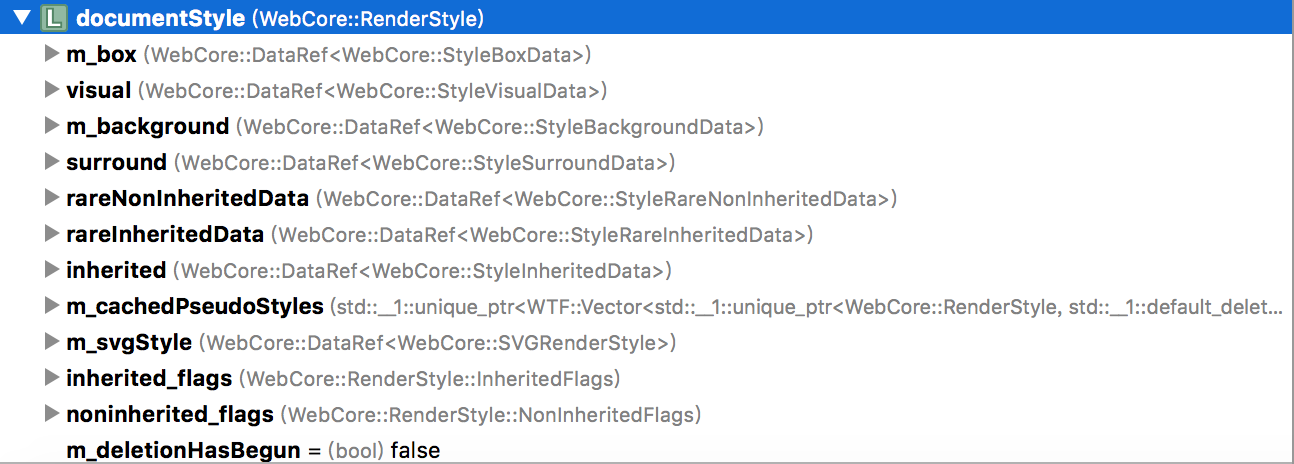 L documentStyle (WebCore::RenderStyle)
m_box (WebCore::DataRef<WebCore::StyleBoxData>)
visual (WebCore::DataRef<WebCore::StyleVisualData>)
m_background (WebCore::DataRef<WebCore::StyleBackgroundData>)
surround (WebCore::DataRef<WebCore::StyleSurroundData>)
rareNonInheritedData (WebCore::DataRef<WebCore::StyleRareNonInheritedData>)
rareInheritedData (WebCore::DataRef<WebCore::StyleRareInheritedData>)
inherited (WebCore::DataRef<WebCore::StyleInheritedData>)
m_cachedPseudoStyles (std::__1::unique_ptr<WTF::Vector<std::__1::unique_ptr<WebCore::RenderStyle, std::__1::default_delet...
m_svgStyle (WebCore::DataRef<WebCore::SVGRenderStyle>)
inherited_flags (WebCore::RenderStyle::InheritedFlags)
noninherited_flags (WebCore::RenderStyle::NonInheritedFlags)
m_deletionHasBegun = (bool) false